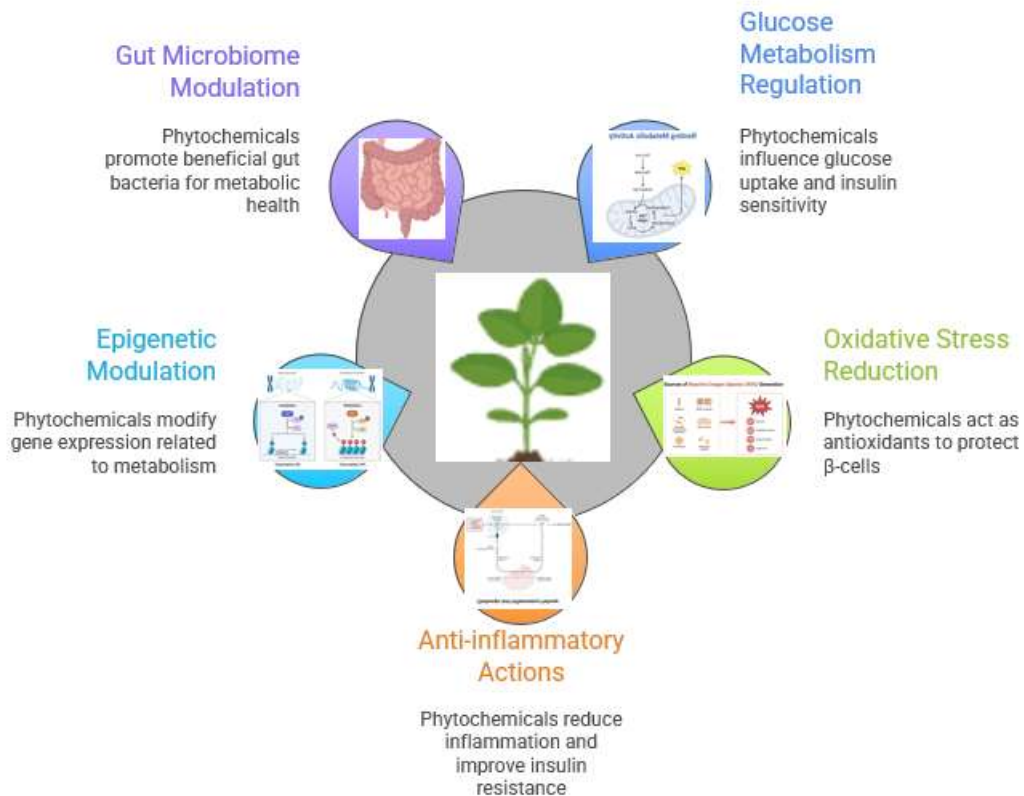 Gut Microbiome
Modulation
Phytochemicals
promote beneficial gut
bacteria for metabolic
health
Glucose
Metabolism
Regulation
Phytochemicals
influence glucose
uptake and insulin
sensitivity
Epigenetic
Modulation
Phytochemicals modify
gene expression related
to metabolism
Oxidative Stress
Reduction
Phytochemicals act as
antioxidants to protect
β-cells
Anti-inflammatory
Actions
Phytochemicals reduce
inflammation and
improve insulin
resistance